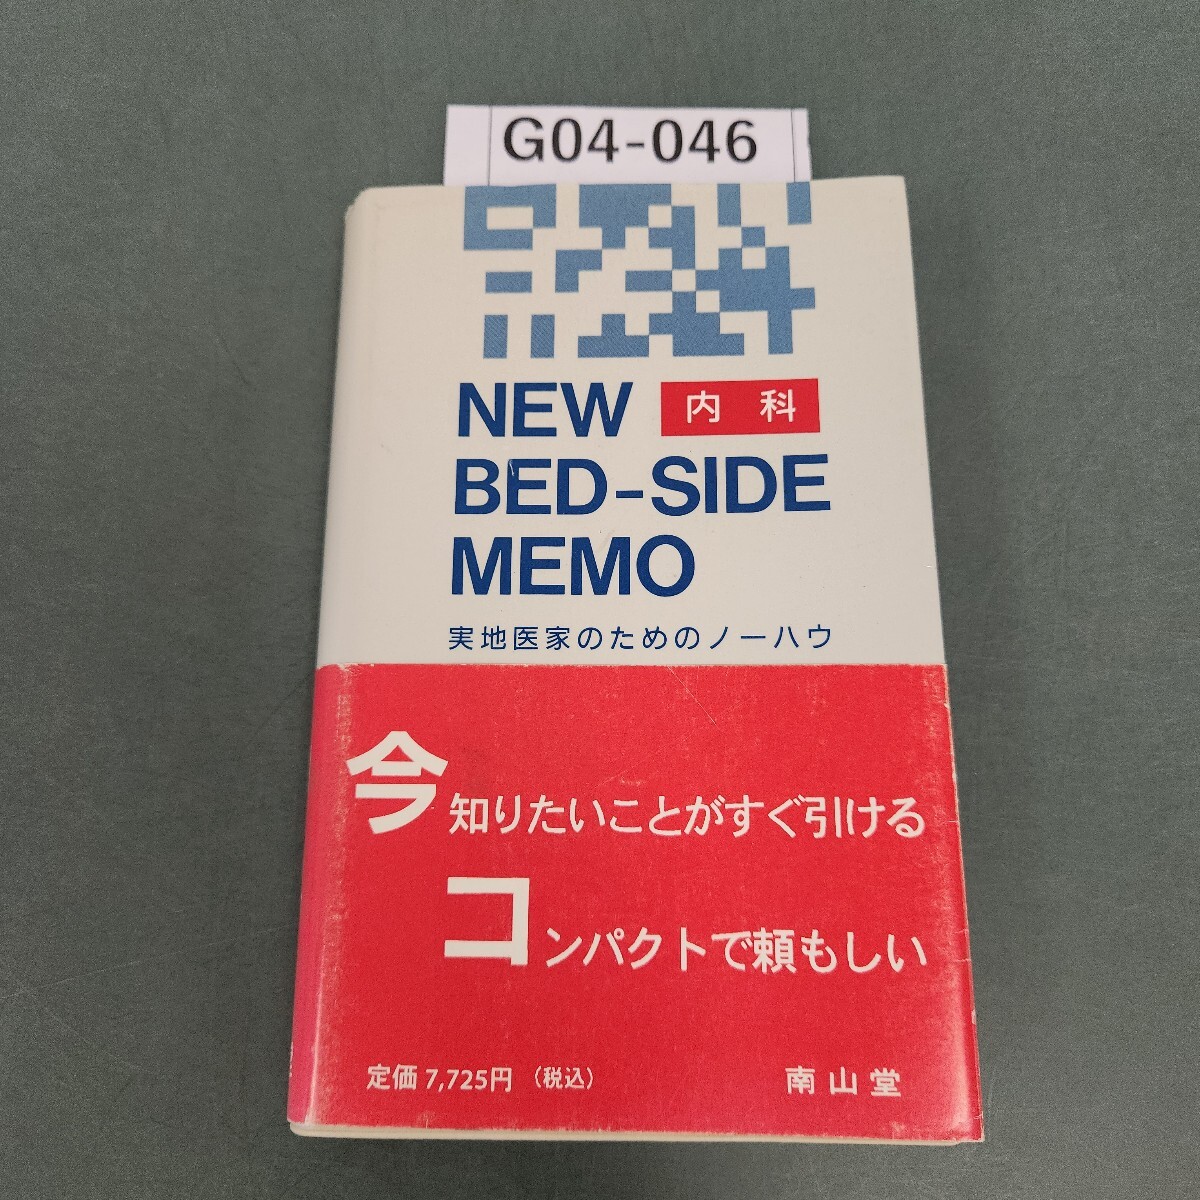 G04-046
NEW 内科
BED-SIDE
MEMO
実地医家のためのノーハウ
今知りたいことがすぐ引ける
コンパクトで頼もしい
定価 7,725円 (税込) 南山堂